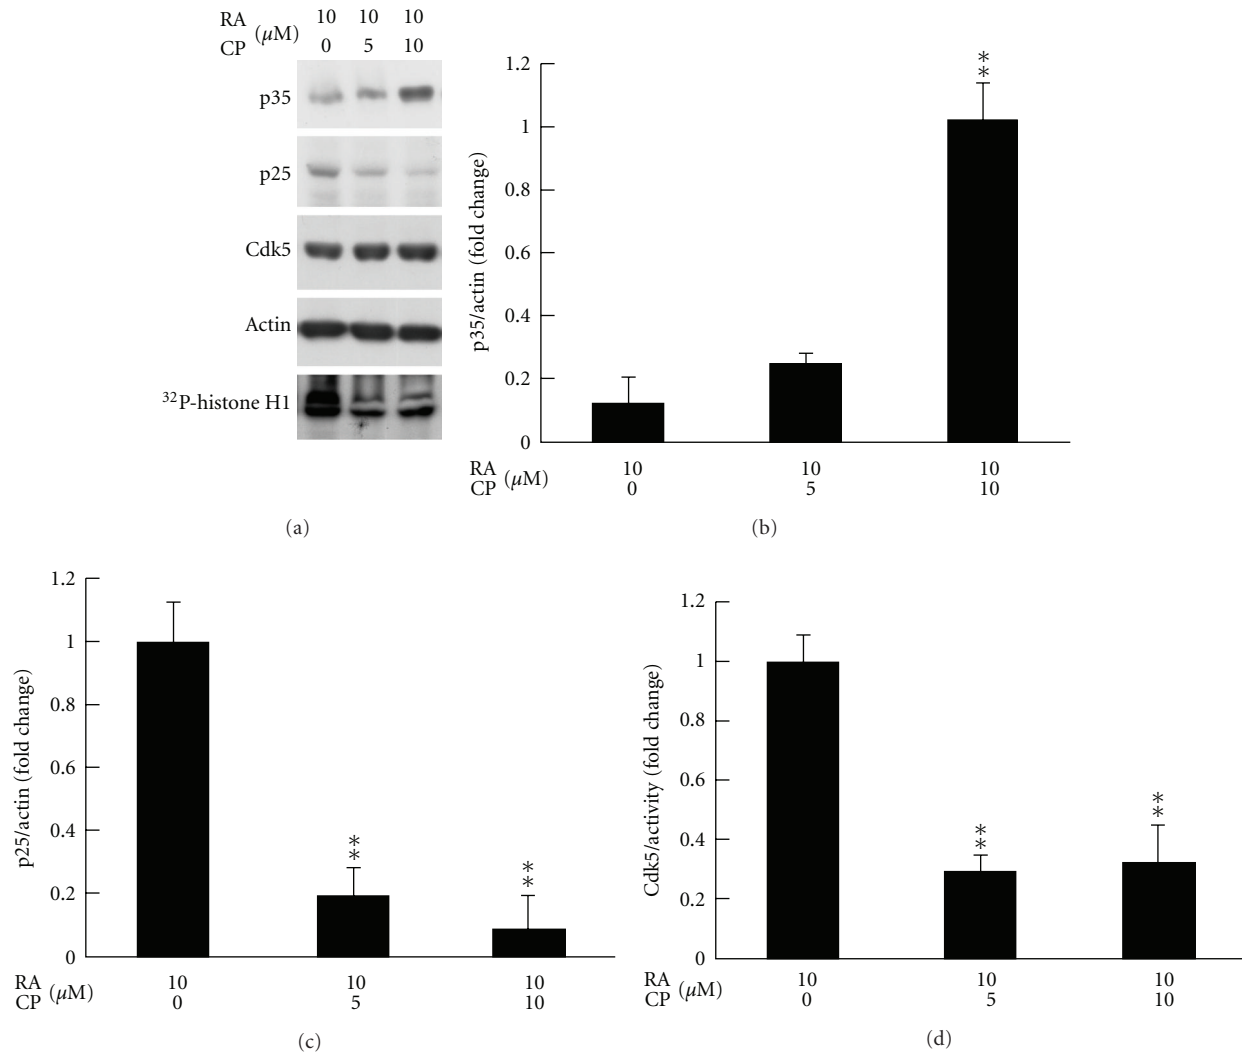 RA (μM) 10 10 10
CP 0 5 10
p35
p25
Cdk5
Actin
³²P-histone H1
(a)
p35/actin (fold change)
1.2
1
0.8
0.6
0.4
0.2
0
**
RA (μM) 10 10 10
CP 0 5 10
(b)
p25/actin (fold change)
1.2
1
0.8
0.6
0.4
0.2
0
**
**
RA (μM) 10 10 10
CP 0 5 10
(c)
Cdk5/activity (fold change)
1.2
1
0.8
0.6
0.4
0.2
0
**
**
RA (μM) 10 10 10
CP 0 5 10
(d)